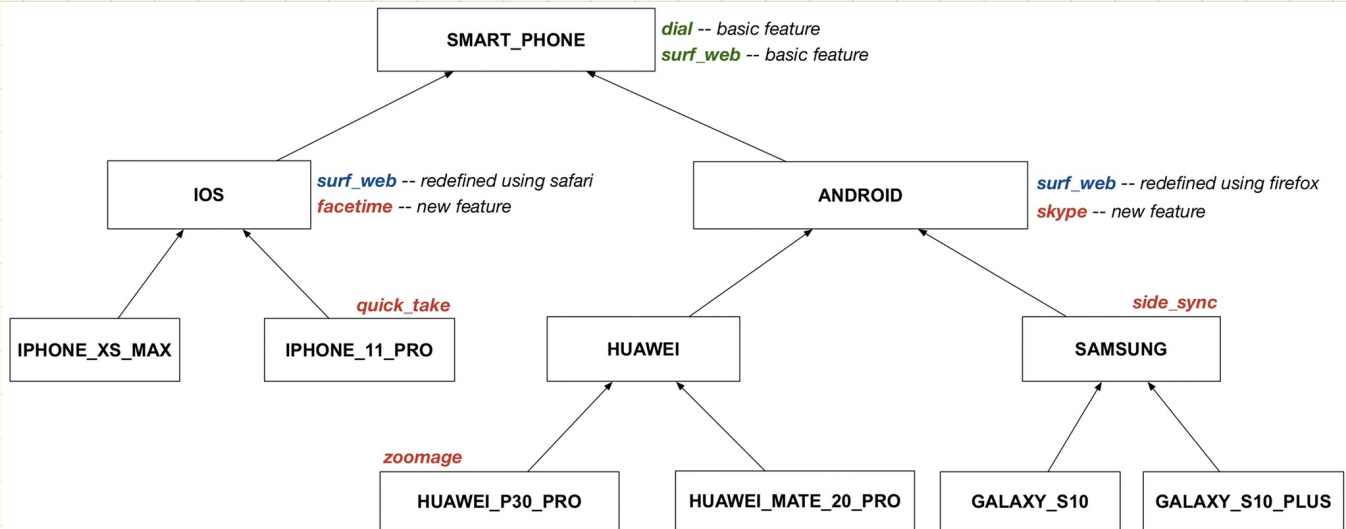 SMART_PHONE
dial -- basic feature
surf_web -- basic feature
IOS
surf_web -- redefined using safari
facetime -- new feature
ANDROID
surf_web -- redefined using firefox
skype -- new feature
IPHONE_XS_MAX
quick_take
IPHONE_11_PRO
HUAWEI
side_sync
SAMSUNG
zoomage
HUAWEI_P30_PRO
HUAWEI_MATE_20_PRO
GALAXY_S10
GALAXY_S10_PLUS